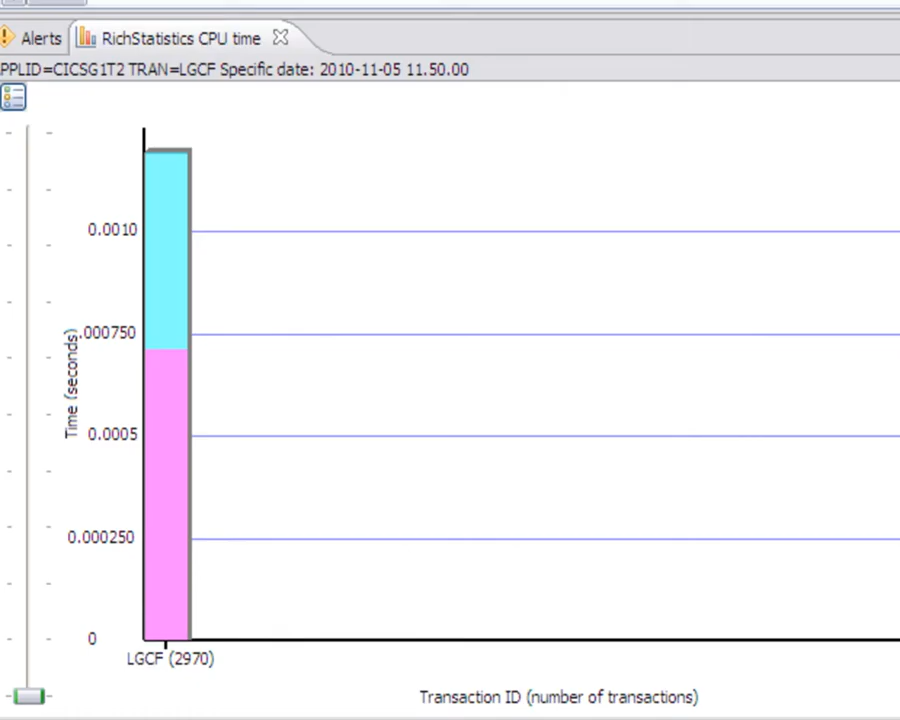 Alerts RichStatistics CPU time
PPLID=CICSG1T2 TRAN=LGCF Specific date: 2010-11-05 11.50.00
0.0010
.000750
0.0005
0.000250
0
Time (seconds)
LGCF (2970)
Transaction ID (number of transactions)